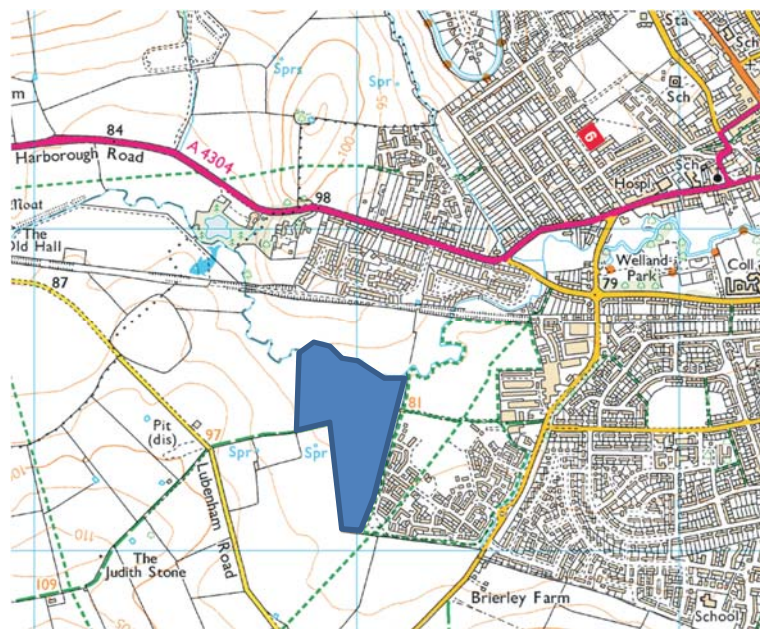 Sta
Sch
Sprs
Spr
Sch
6
84
A 4304
Harborough Road
100
95
Sch
Hospl
98
Moat
The
Old Hall
Welland
Park
Coll
79
87
81
Pit
(dis)
97
Spr
Spr
Lubenham Road
110
The
Judith Stone
109
Brierley Farm
School